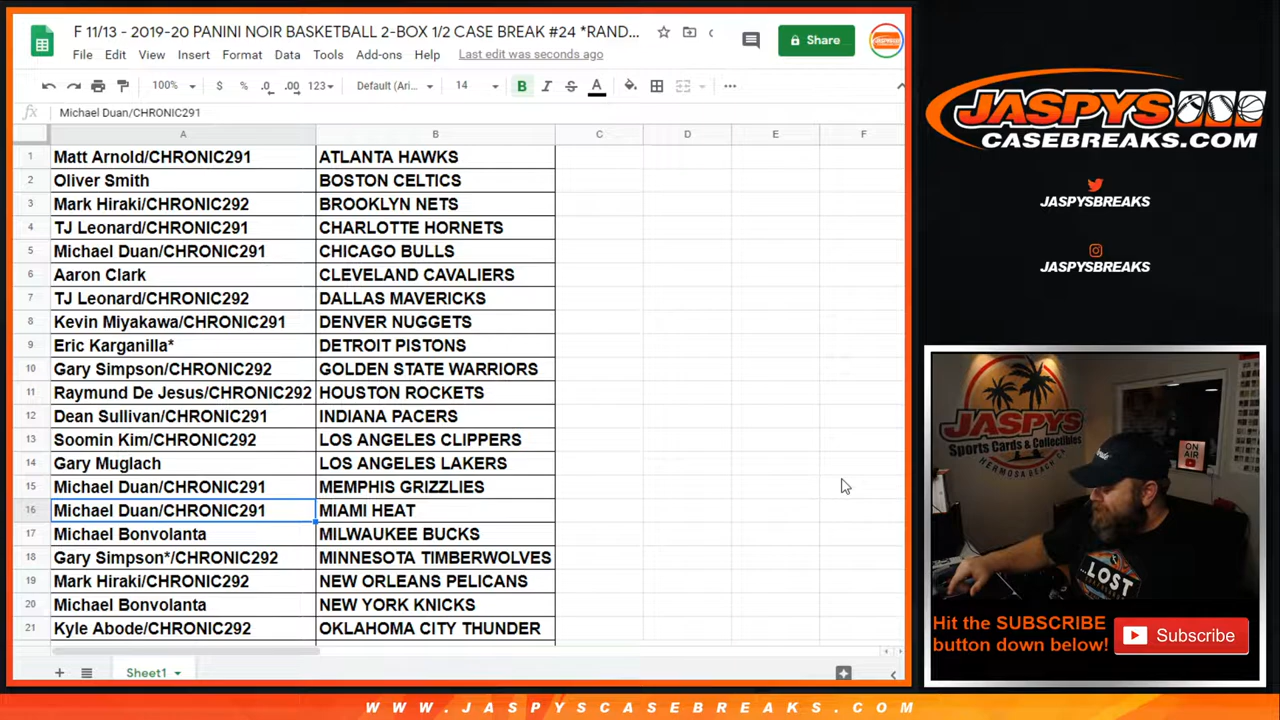 F 11/13 - 2019-20 PANINI NOIR BASKETBALL 2-BOX 1/2 CASE BREAK #24 *RAND...
File Edit View Insert Format Data Tools Add-ons Help Last edit was seconds ago
Share
100% $ % .0 .00 123 Default (Ari... 14 B I S A
fx Michael Duan/CHRONIC291
A B C D E F
1 Matt Arnold/CHRONIC291 ATLANTA HAWKS
2 Oliver Smith BOSTON CELTICS
3 Mark Hiraki/CHRONIC292 BROOKLYN NETS
4 TJ Leonard/CHRONIC291 CHARLOTTE HORNETS
5 Michael Duan/CHRONIC291 CHICAGO BULLS
6 Aaron Clark CLEVELAND CAVALIERS
7 TJ Leonard/CHRONIC292 DALLAS MAVERICKS
8 Kevin Miyakawa/CHRONIC291 DENVER NUGGETS
9 Eric Karganilla* DETROIT PISTONS
10 Gary Simpson/CHRONIC292 GOLDEN STATE WARRIORS
11 Raymund De Jesus/CHRONIC292 HOUSTON ROCKETS
12 Dean Sullivan/CHRONIC291 INDIANA PACERS
13 Soomin Kim/CHRONIC292 LOS ANGELES CLIPPERS
14 Gary Muglach LOS ANGELES LAKERS
15 Michael Duan/CHRONIC291 MEMPHIS GRIZZLIES
16 Michael Duan/CHRONIC291 MIAMI HEAT
17 Michael Bonvolanta MILWAUKEE BUCKS
18 Gary Simpson*/CHRONIC292 MINNESOTA TIMBERWOLVES
19 Mark Hiraki/CHRONIC292 NEW ORLEANS PELICANS
20 Michael Bonvolanta NEW YORK KNICKS
21 Kyle Abode/CHRONIC292 OKLAHOMA CITY THUNDER
Sheet1
JASPYS
CASEBREAKS.COM
JASPYSBREAKS
JASPYSBREAKS
JASPYS
Sports Cards & Collectibles
HERMOSA BEACH, CA
ON AIR
...LOST
Hit the SUBSCRIBE
button down below!
Subscribe
WWW.JASPYSCASEBREAKS.COM